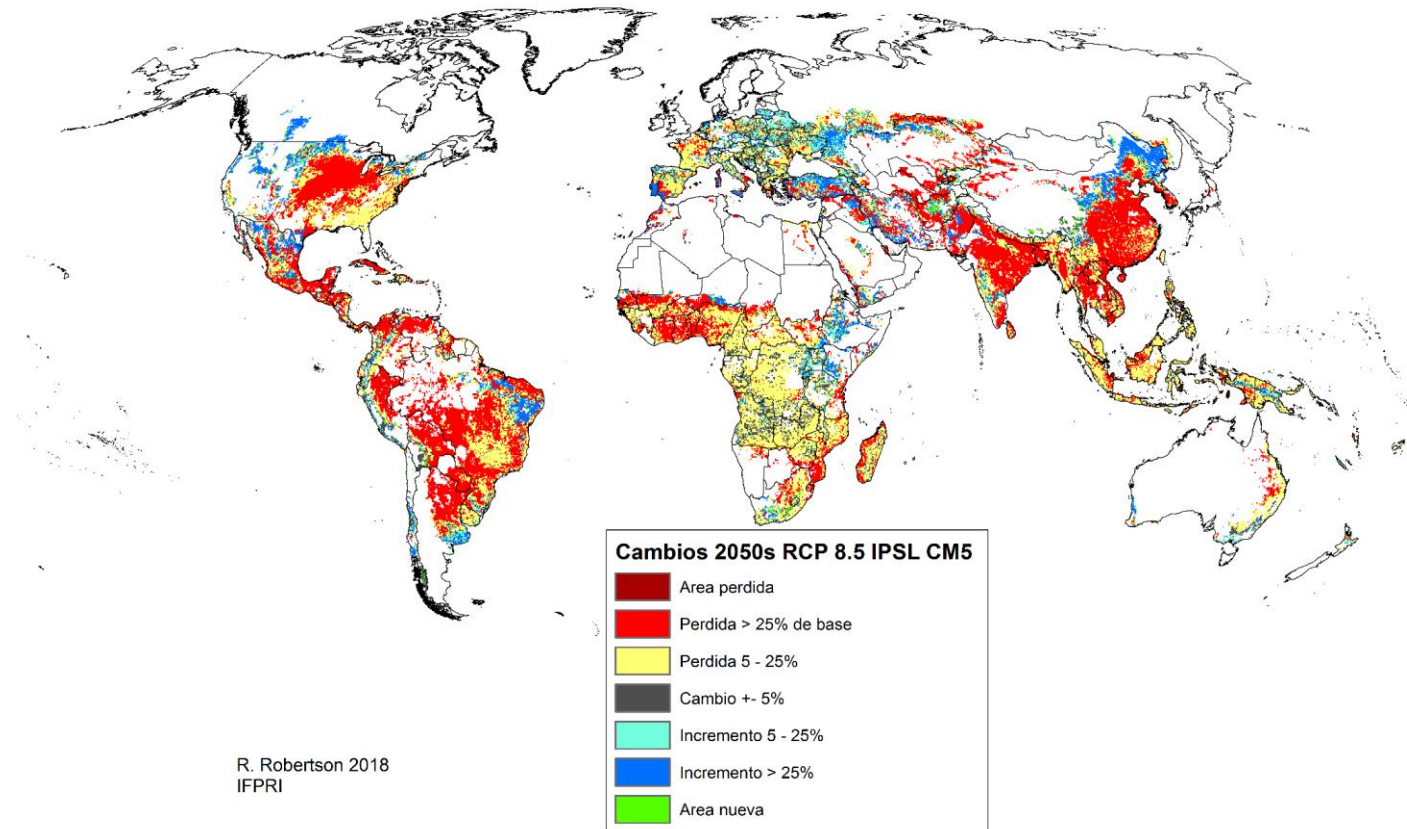 Cambios 2050s RCP 8.5 IPSL CM5
Area perdida
Perdida > 25% de base
Perdida 5 - 25%
Cambio +- 5%
Incremento 5 - 25%
Incremento > 25%
Area nueva
R. Robertson 2018
IFPRI